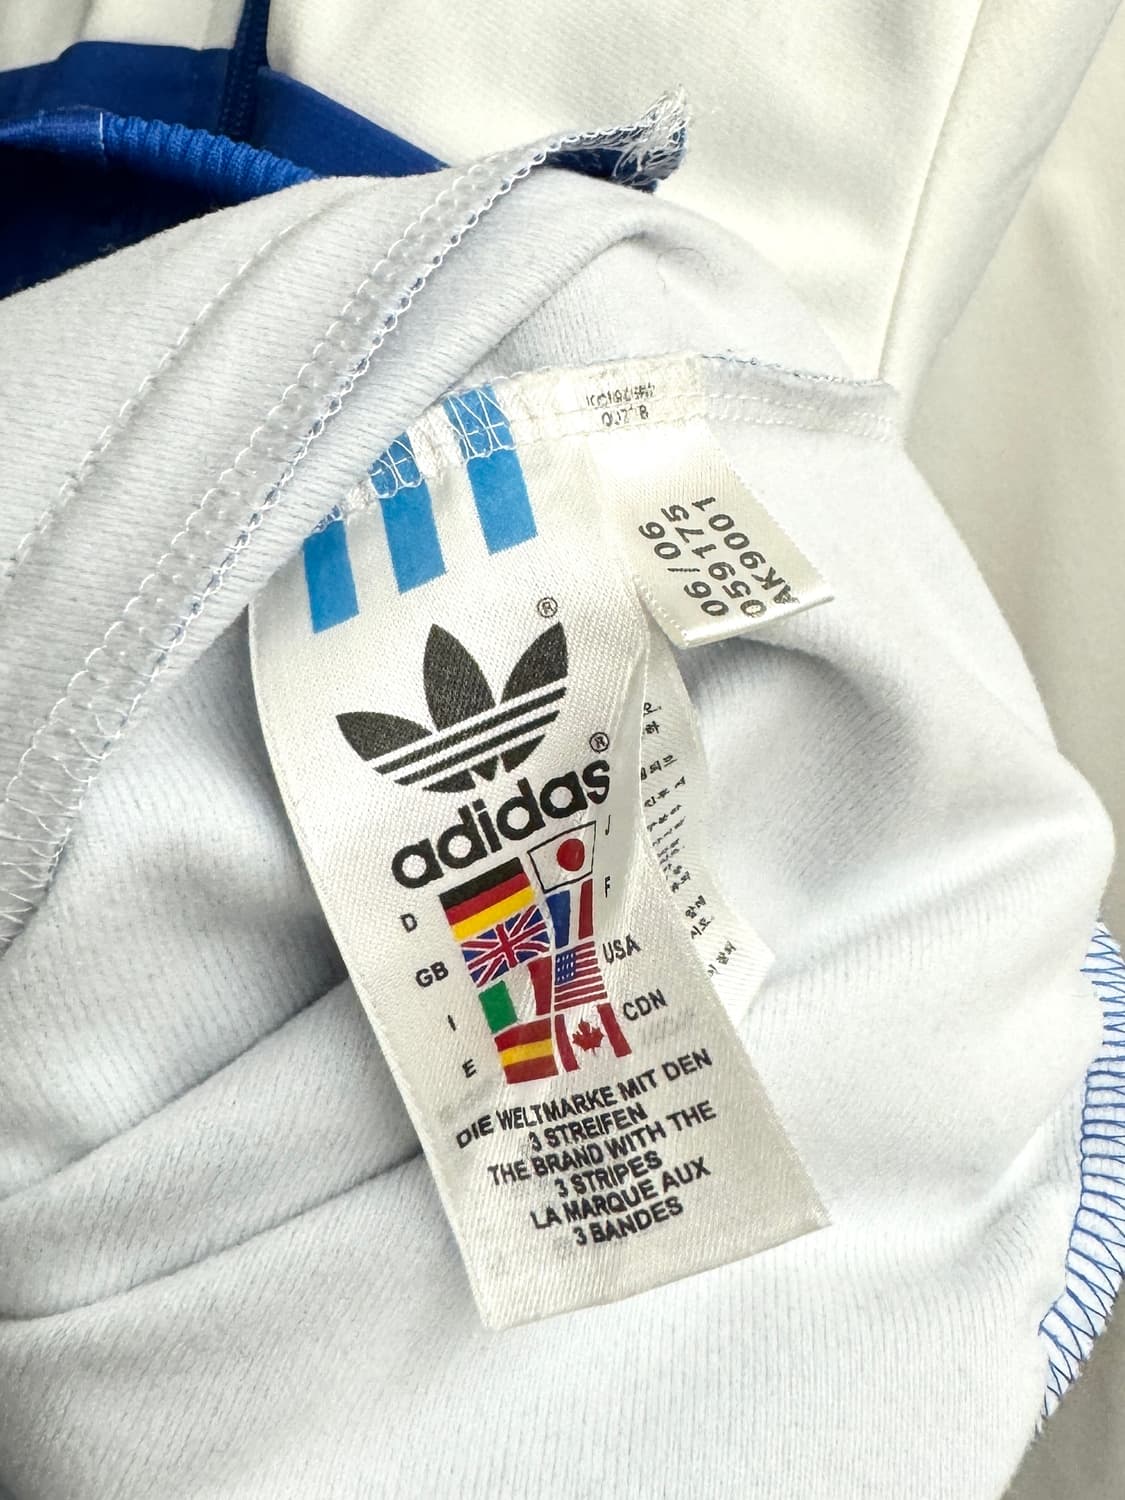 06/06
059175
AK9001
®
®
adidas
J
D
F
GB
USA
I
CDN
E
DIE WELTMARKE MIT DEN
3 STREIFEN
THE BRAND WITH THE
3 STRIPES
LA MARQUE AUX
3 BANDES